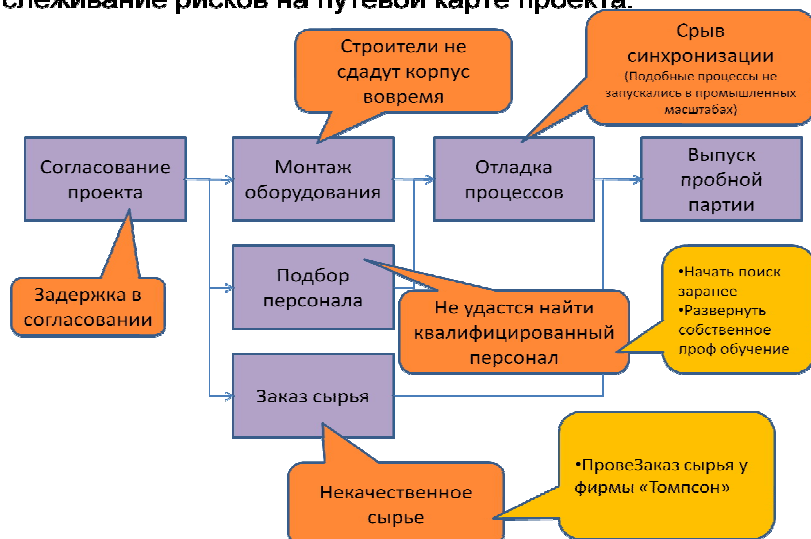 слеживание рисков на путевой карте проекта.
Строители не
сдадут корпус
вовремя
Срыв
синхронизации
(Подобные процессы не
запускались в промышленных
масштабах)
Согласование
проекта
Монтаж
оборудования
Отладка
процессов
Выпуск
пробной
партии
Задержка в
согласовании
Подбор
персонала
Не удастся найти
квалифицированный
персонал
•Начать поиск
заранее
•Развернуть
собственное
проф обучение
Заказ сырья
Некачественное
сырье
•ПровеЗаказ сырья у
фирмы «Томпсон»